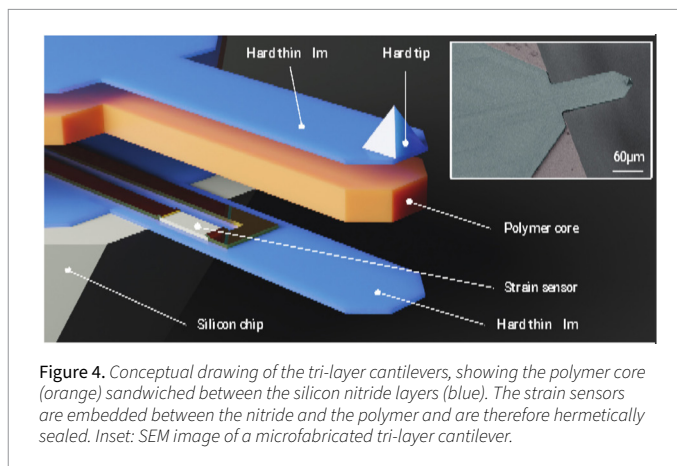 Hard thin lm
Hard tip
60µm
Polymer core
Strain sensor
Silicon chip
Hard thin lm
Figure 4. Conceptual drawing of the tri-layer cantilevers, showing the polymer core
(orange) sandwiched between the silicon nitride layers (blue). The strain sensors
are embedded between the nitride and the polymer and are therefore hermetically
sealed. Inset: SEM image of a microfabricated tri-layer cantilever.